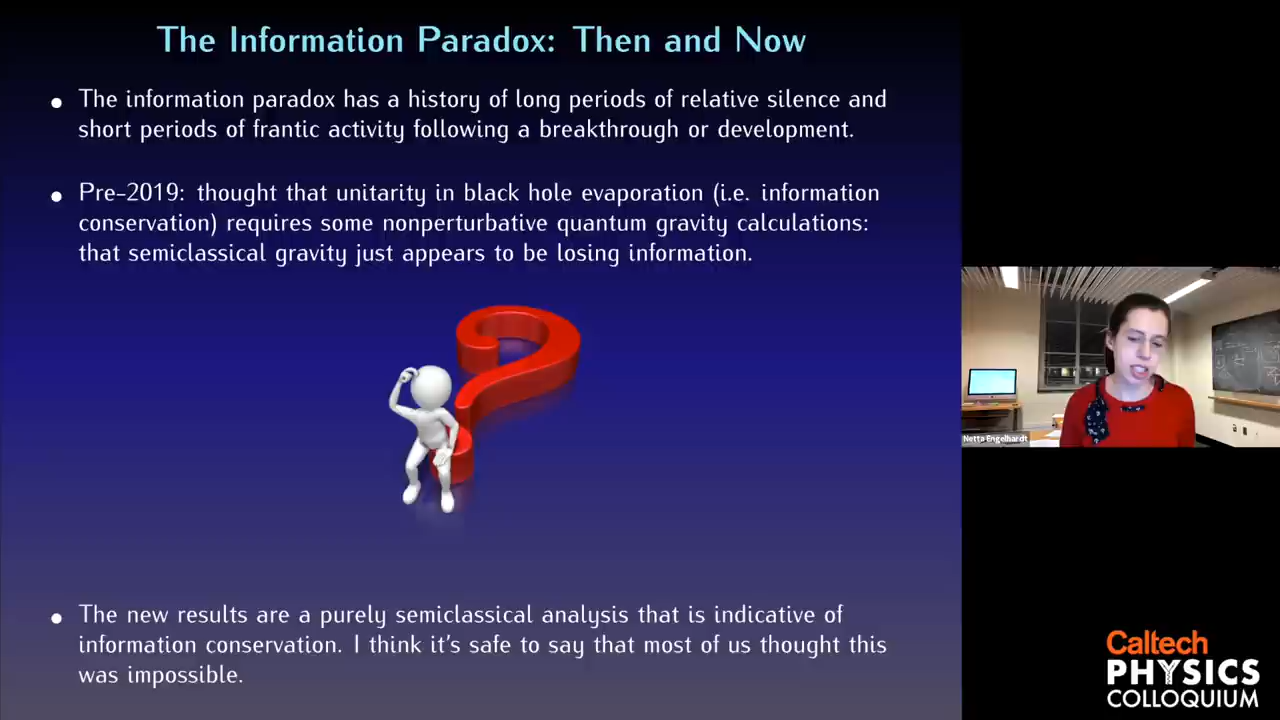 The Information Paradox: Then and Now
The information paradox has a history of long periods of relative silence and
short periods of frantic activity following a breakthrough or development.
Pre-2019: thought that unitarity in black hole evaporation (i.e. information
conservation) requires some nonperturbative quantum gravity calculations:
that semiclassical gravity just appears to be losing information.
The new results are a purely semiclassical analysis that is indicative of
information conservation. I think it's safe to say that most of us thought this
was impossible.
Netta Engelhardt
Caltech
PHYSICS
COLLOQUIUM